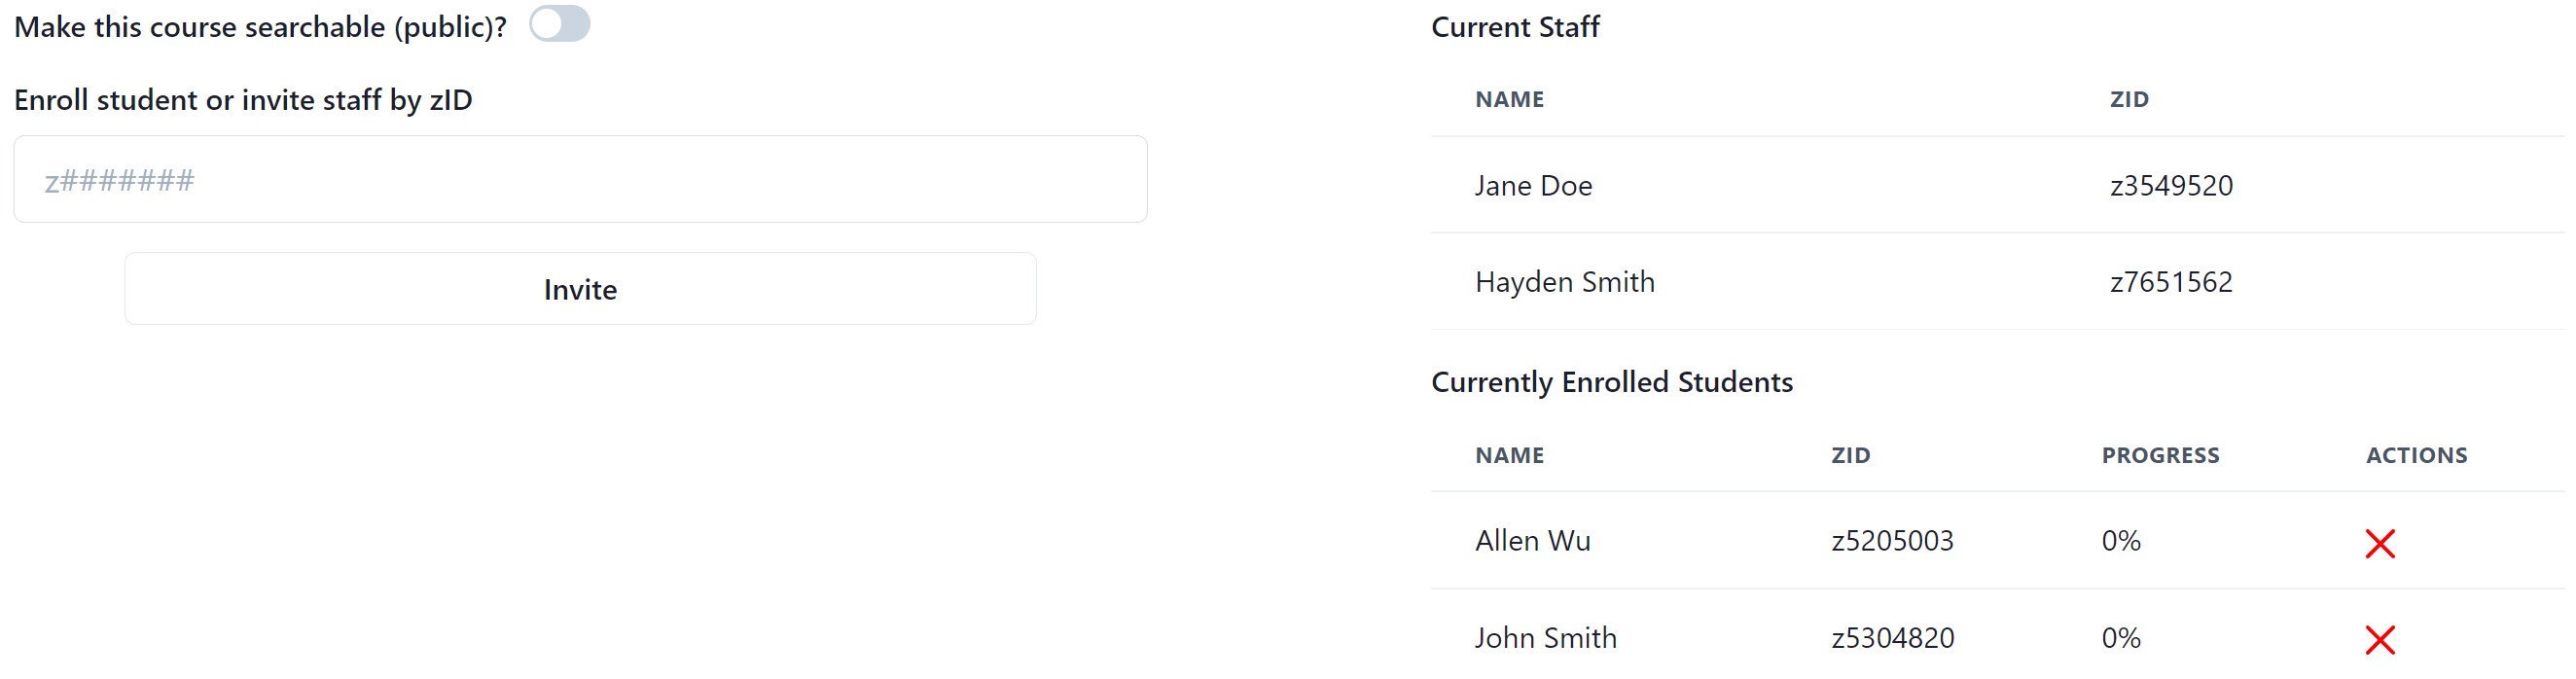 Make this course searchable (public)?
Enroll student or invite staff by zID
z#######
Invite
Current Staff
NAME ZID
Jane Doe z3549520
Hayden Smith z7651562
Currently Enrolled Students
NAME ZID PROGRESS ACTIONS
Allen Wu z5205003 0%
John Smith z5304820 0%